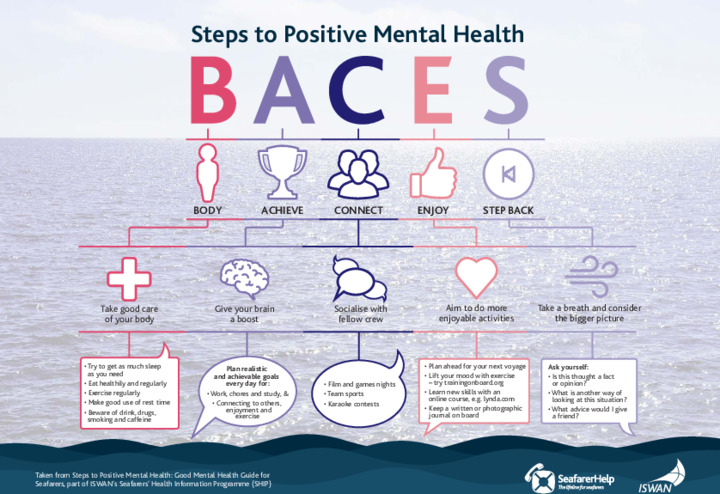 Steps to Positive Mental Health
BACES
BODY
ACHIEVE
CONNECT
ENJOY
STEP BACK
Take good care
of your body
Give your brain
a boost
Socialise with
fellow crew
Aim to do more
enjoyable activities
Take a breath and consider
the bigger picture
• Try to get as much sleep
as you need
• Eat healthily and regularly
• Exercise regularly
• Make good use of rest time
• Beware of drink, drugs,
smoking and caffeine
Plan realistic
and achievable goals
every day for:
• Work, chores and study, &
• Connecting to others,
enjoyment and
exercise
• Film and games nights
• Team sports
• Karaoke contests
• Plan ahead for your next voyage
• Lift your mood with exercise
– try trainingonboard.org
• Learn new skills with an
online course, e.g. lynda.com
• Keep a written or photographic
journal on board
Ask yourself:
• Is this thought a fact
or opinion?
• What is another way of
looking at this situation?
• What advice would I give
a friend?
Taken from Steps to Positive Mental Health: Good Mental Health Guide for
Seafarers, part of ISWAN's Seafarers' Health Information Programme (SHIP)
SeafarerHelp
The lifeline for seafarers
ISWAN